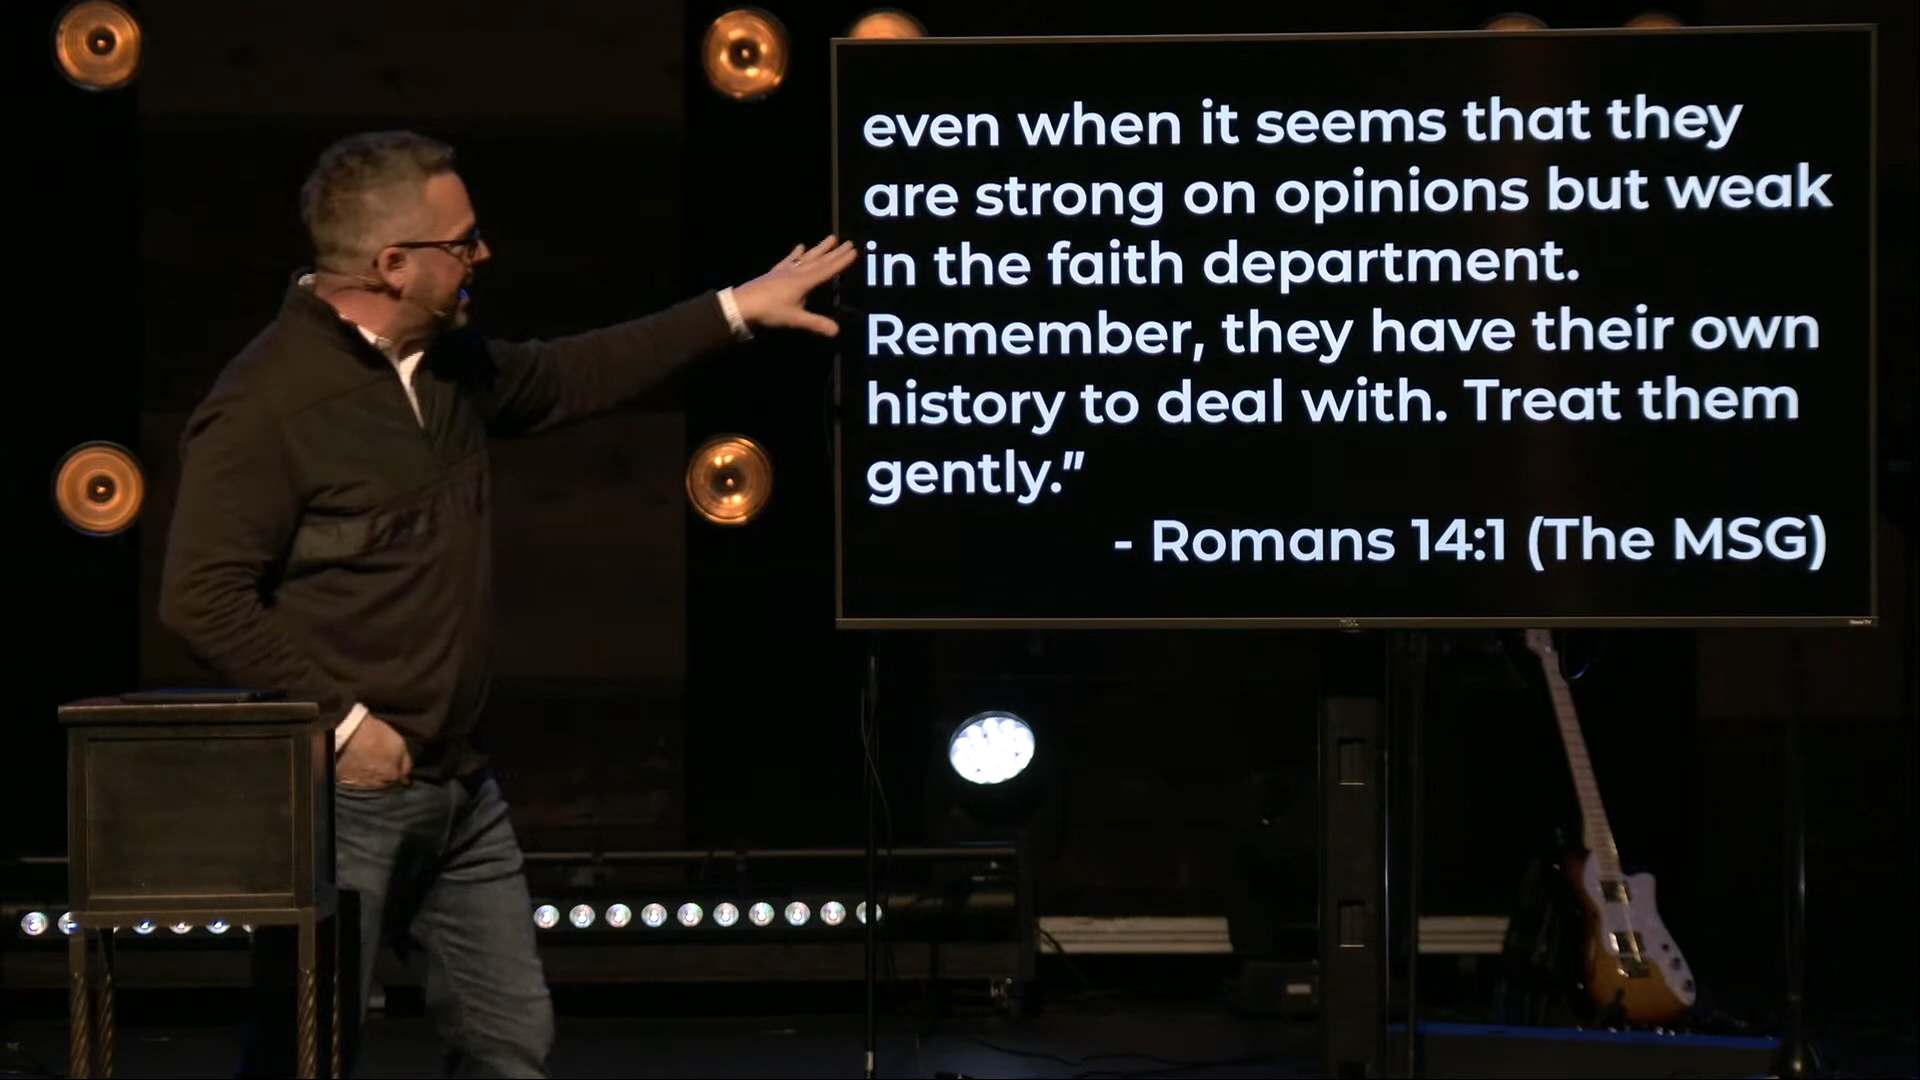 even when it seems that they
are strong on opinions but weak
in the faith department.
Remember, they have their own
history to deal with. Treat them
gently.”
- Romans 14:1 (The MSG)